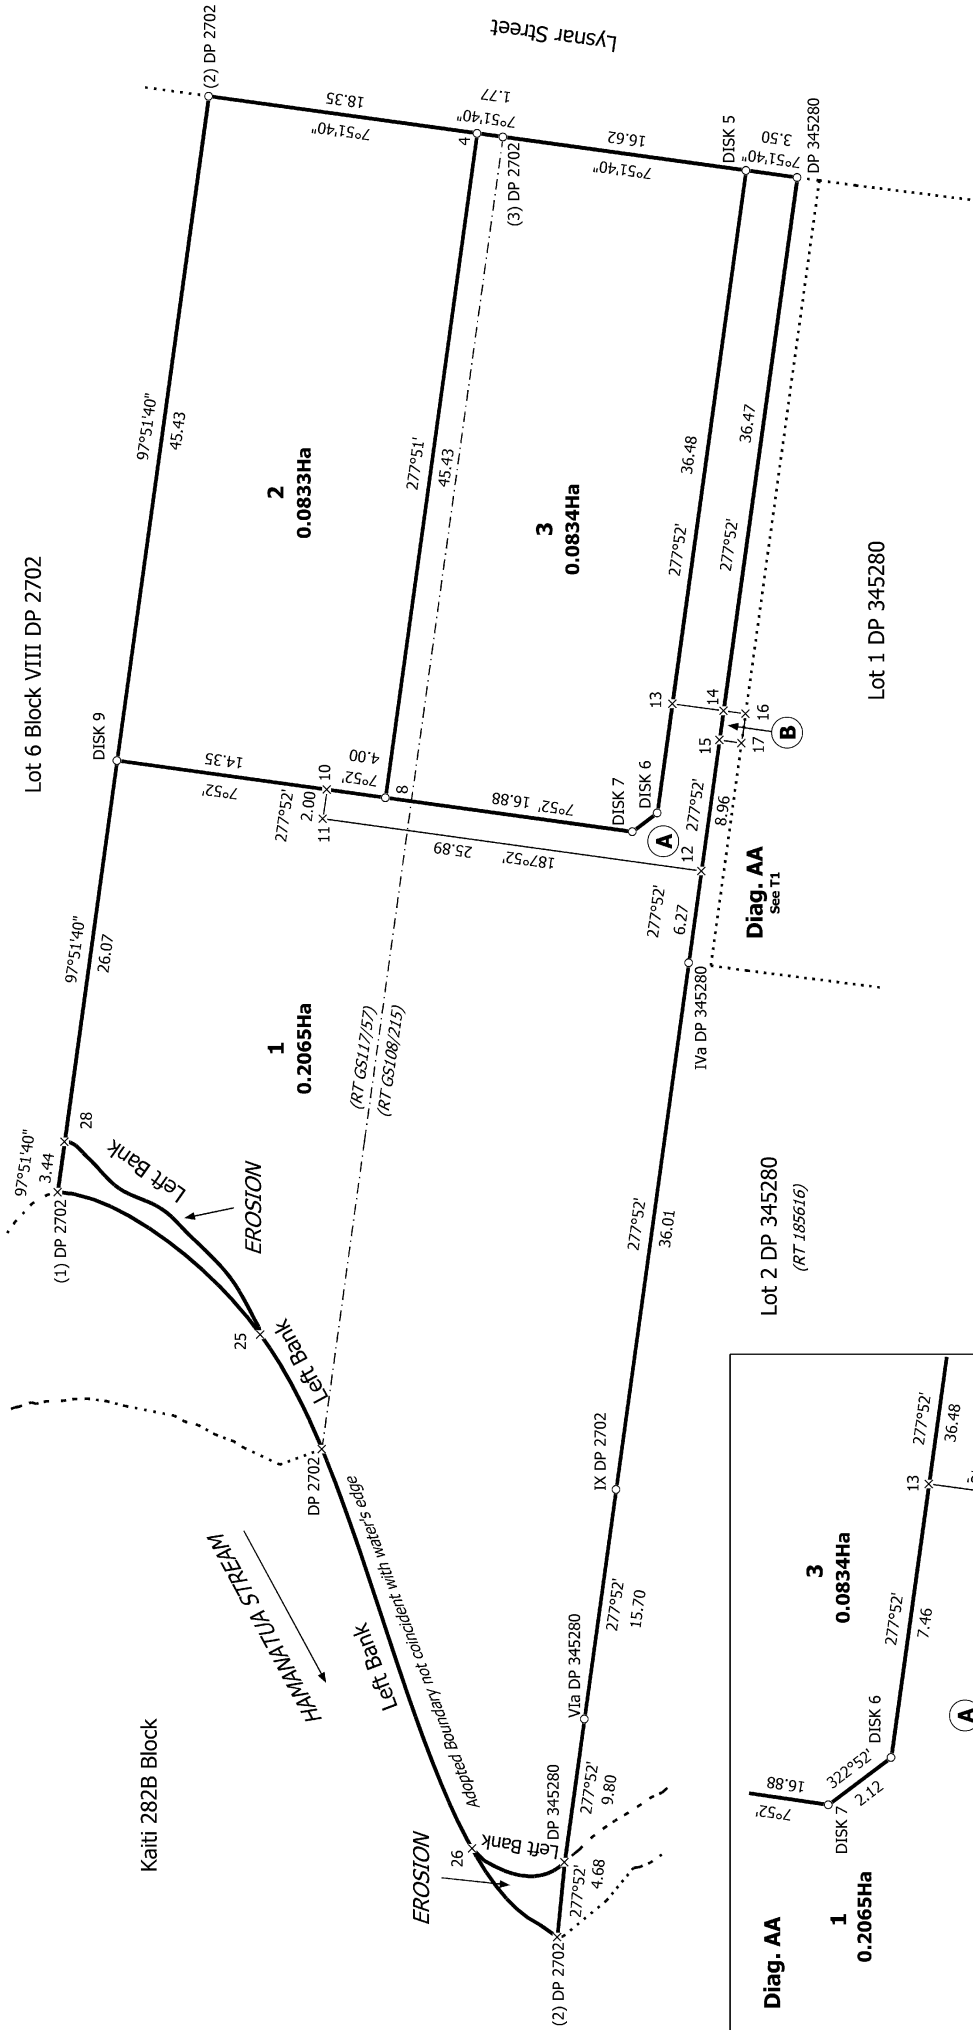 Lysnar Street
(2) DP 2702
18.35
7°51'40"
4
1.77
7°51'40"
(3) DP 2702
16.62
7°51'40"
DISK 5
3.50
7°51'40"
DP 345280
Lot 6 Block VIII DP 2702
97°51'40"
45.43
2
0.0833Ha
277°51'
45.43
3
0.0834Ha
277°52'
36.48
277°52'
36.47
Lot 1 DP 345280
DISK 9
14.35
7°52'
10
277°52'
2.00
11
4.00
7°52'
8
7°52'
16.88
DISK 7
DISK 6
A
13
14
15
16
17
B
277°52'
8.96
12
25.89
187°52'
277°52'
6.27
Diag. AA
See T1
IVa DP 345280
97°51'40"
26.07
1
0.2065Ha
(RT GS117/57)
(RT GS108/215)
97°51'40"
3.44
28
(1) DP 2702
Left Bank
EROSION
25
Left Bank
DP 2702
277°52'
36.01
Lot 2 DP 345280
(RT 185616)
IX DP 2702
277°52'
15.70
VIa DP 345280
HAMANATUA STREAM
Left Bank
Adopted Boundary not coincident with water's edge
Kaiti 282B Block
26
Left Bank
DP 345280
277°52'
9.80
EROSION
277°52'
4.68
(2) DP 2702
Diag. AA
1
0.2065Ha
3
0.0834Ha
7°52'
16.88
DISK 7
322°52'
2.12
DISK 6
277°52'
7.46
13
277°52'
36.48
A